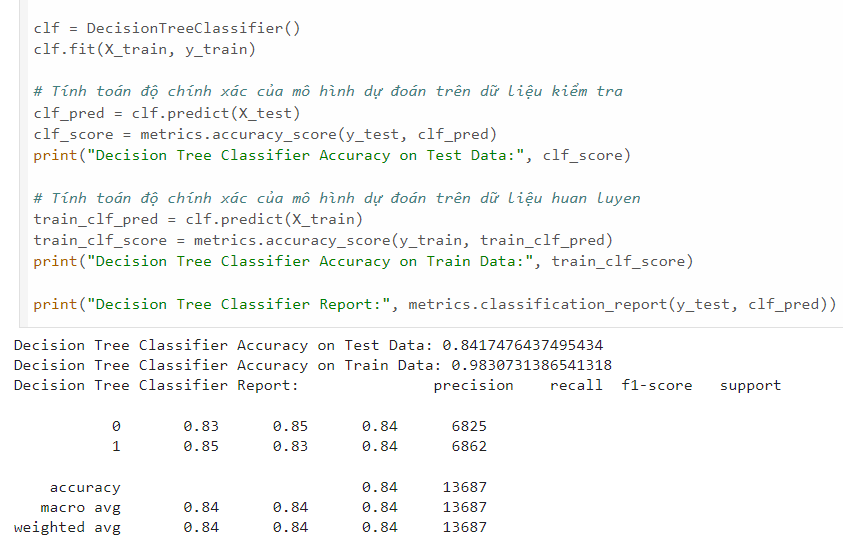 clf = DecisionTreeClassifier()
clf.fit(X_train, y_train)
# Tính toán độ chính xác của mô hình dự đoán trên dữ liệu kiểm tra
clf_pred = clf.predict(X_test)
clf_score = metrics.accuracy_score(y_test, clf_pred)
print("Decision Tree Classifier Accuracy on Test Data:", clf_score)
# Tính toán độ chính xác của mô hình dự đoán trên dữ liệu huan luyen
train_clf_pred = clf.predict(X_train)
train_clf_score = metrics.accuracy_score(y_train, train_clf_pred)
print("Decision Tree Classifier Accuracy on Train Data:", train_clf_score)
print("Decision Tree Classifier Report:", metrics.classification_report(y_test, clf_pred))
Decision Tree Classifier Accuracy on Test Data: 0.8417476437495434
Decision Tree Classifier Accuracy on Train Data: 0.9830731386541318
Decision Tree Classifier Report: precision recall f1-score support
0 0.83 0.85 0.84 6825
1 0.85 0.83 0.84 6862
accuracy 0.84 13687
macro avg 0.84 0.84 0.84 13687
weighted avg 0.84 0.84 0.84 13687